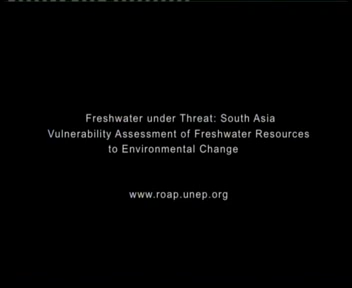 Freshwater under Threat: South Asia
Vulnerability Assessment of Freshwater Resources
to Environmental Change
www.roap.unep.org